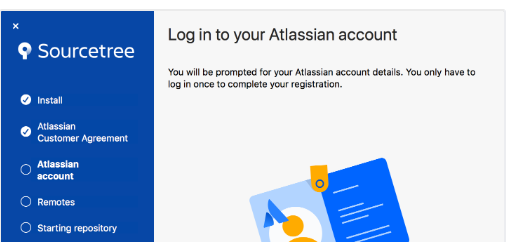 Sourcetree
Install
Atlassian
Customer Agreement
Atlassian
account
Remotes
Starting repository
Log in to your Atlassian account
You will be prompted for your Atlassian account details. You only have to
log in once to complete your registration.